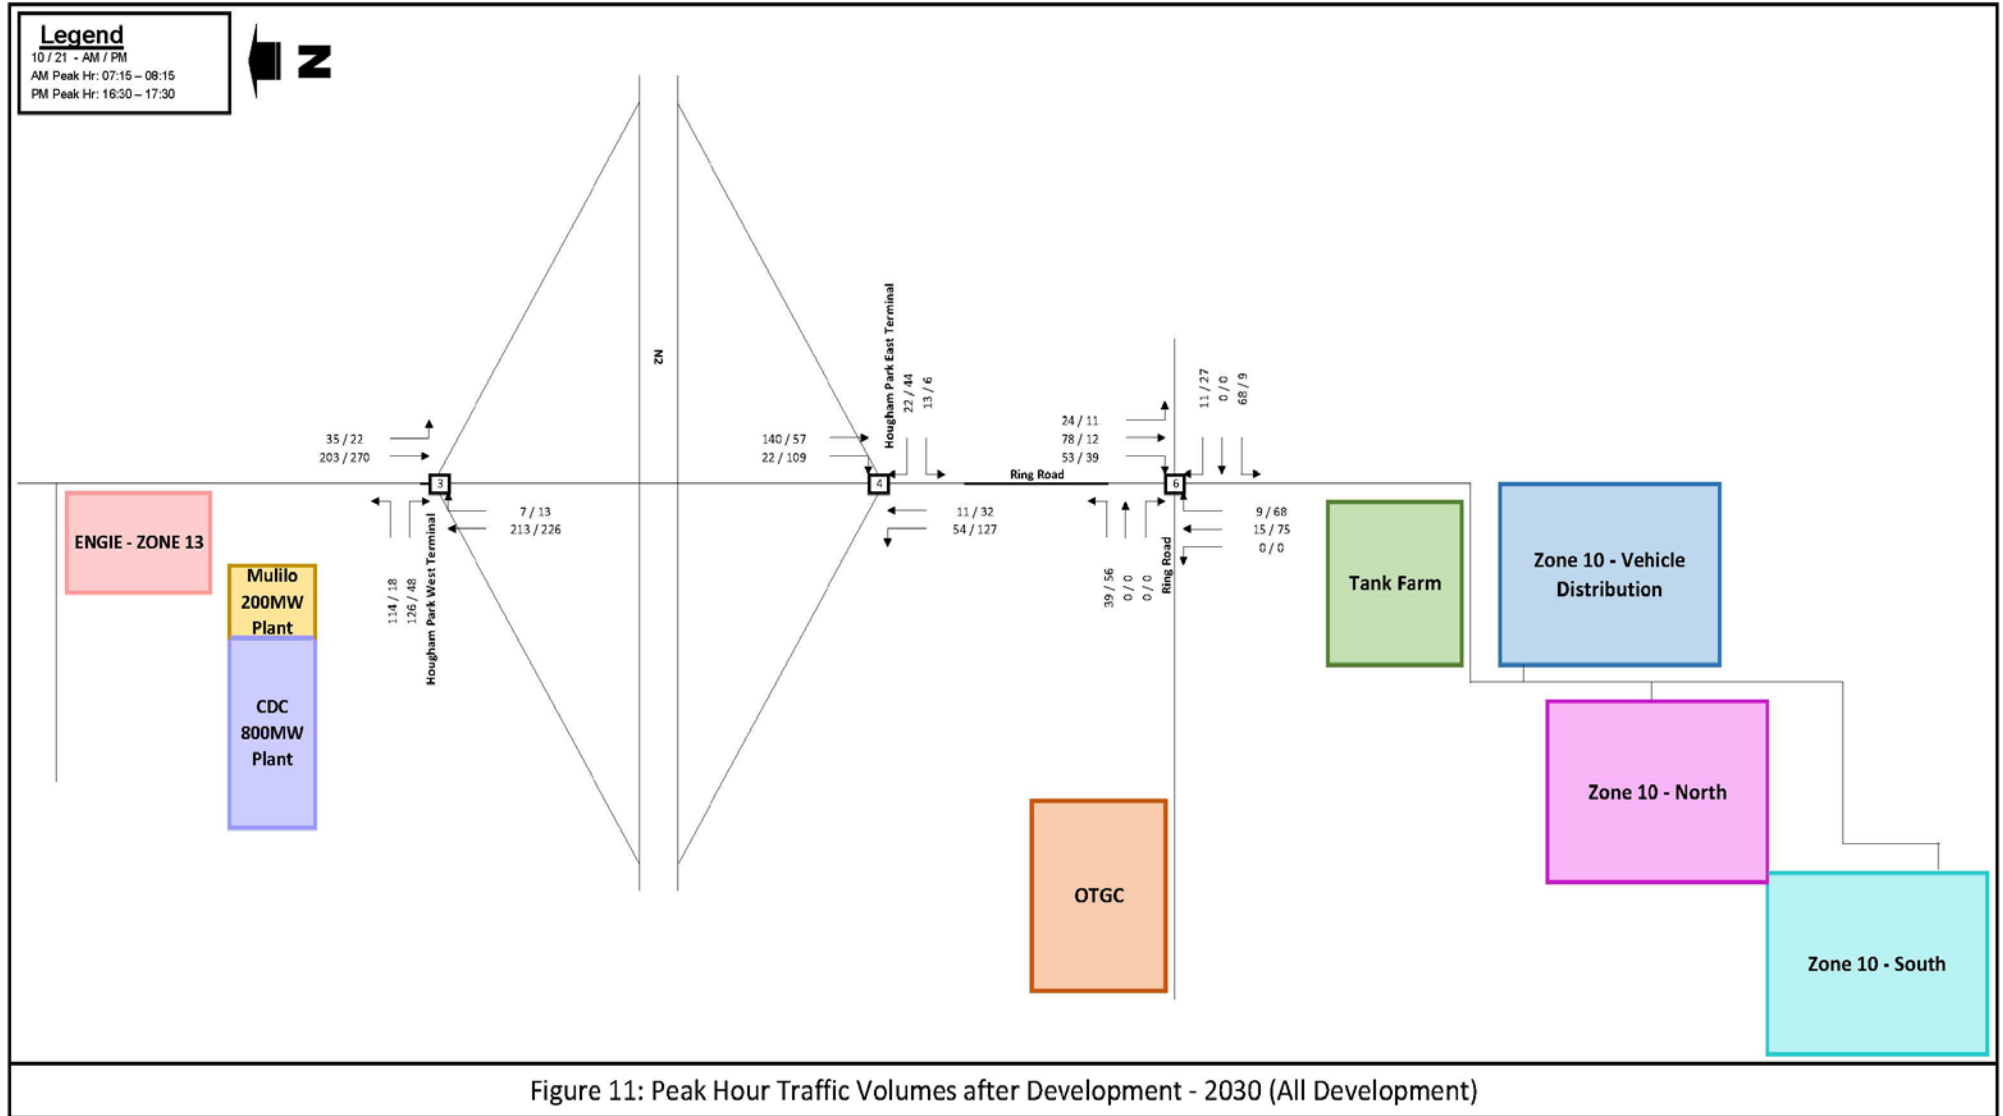 Legend
10 / 21 - AM / PM
AM Peak Hr: 07:15 – 08:15
PM Peak Hr: 16:30 – 17:30
N
N2
Hougham Park East Terminal
22 / 44
13 / 6
11 / 27
0 / 0
68 / 9
35 / 22
203 / 270
140 / 57
22 / 109
24 / 11
78 / 12
53 / 39
3
4
Ring Road
6
7 / 13
213 / 226
11 / 32
54 / 127
9 / 68
15 / 75
0 / 0
114 / 18
126 / 48
Hougham Park West Terminal
39 / 56
0 / 0
0 / 0
Ring Road
ENGIE - ZONE 13
Mulilo
200MW
Plant
CDC
800MW
Plant
Tank Farm
Zone 10 - Vehicle
Distribution
Zone 10 - North
OTGC
Zone 10 - South
Figure 11: Peak Hour Traffic Volumes after Development - 2030 (All Development)